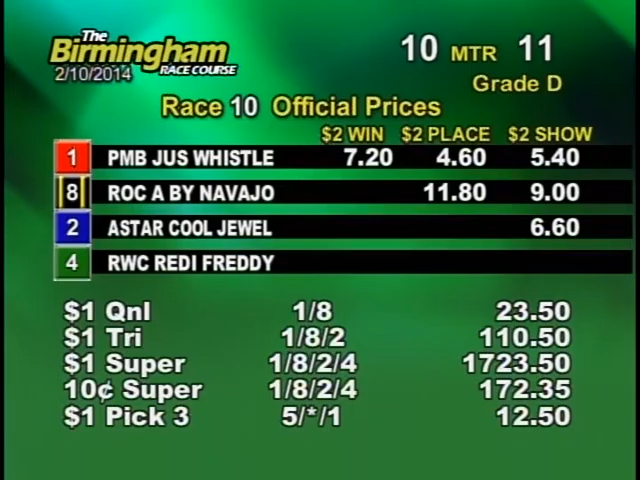 The
Birmingham
RACE COURSE
2/10/2014
10 MTR 11
Grade D
Race 10 Official Prices
$2 WIN $2 PLACE $2 SHOW
1 PMB JUS WHISTLE 7.20 4.60 5.40
8 ROC A BY NAVAJO 11.80 9.00
2 ASTAR COOL JEWEL 6.60
4 RWC REDI FREDDY
$1 Qnl 1/8 23.50
$1 Tri 1/8/2 110.50
$1 Super 1/8/2/4 1723.50
10¢ Super 1/8/2/4 172.35
$1 Pick 3 5/*/1 12.50